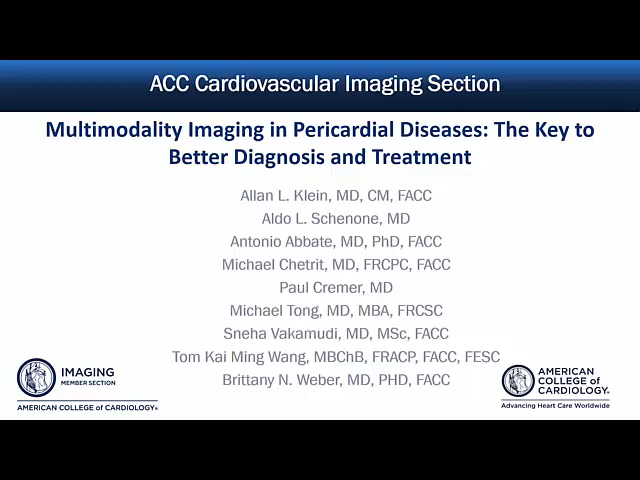 ACC Cardiovascular Imaging Section
Multimodality Imaging in Pericardial Diseases: The Key to
Better Diagnosis and Treatment
Allan L. Klein, MD, CM, FACC
Aldo L. Schenone, MD
Antonio Abbate, MD, PhD, FACC
Michael Chetrit, MD, FRCPC, FACC
Paul Cremer, MD
Michael Tong, MD, MBA, FRCSC
Sneha Vakamudi, MD, MSc, FACC
Tom Kai Ming Wang, MBChB, FRACP, FACC, FESC
Brittany N. Weber, MD, PHD, FACC
IMAGING
MEMBER SECTION
AMERICAN COLLEGE of CARDIOLOGY®
AMERICAN
COLLEGE of
CARDIOLOGY®
Advancing Heart Care Worldwide